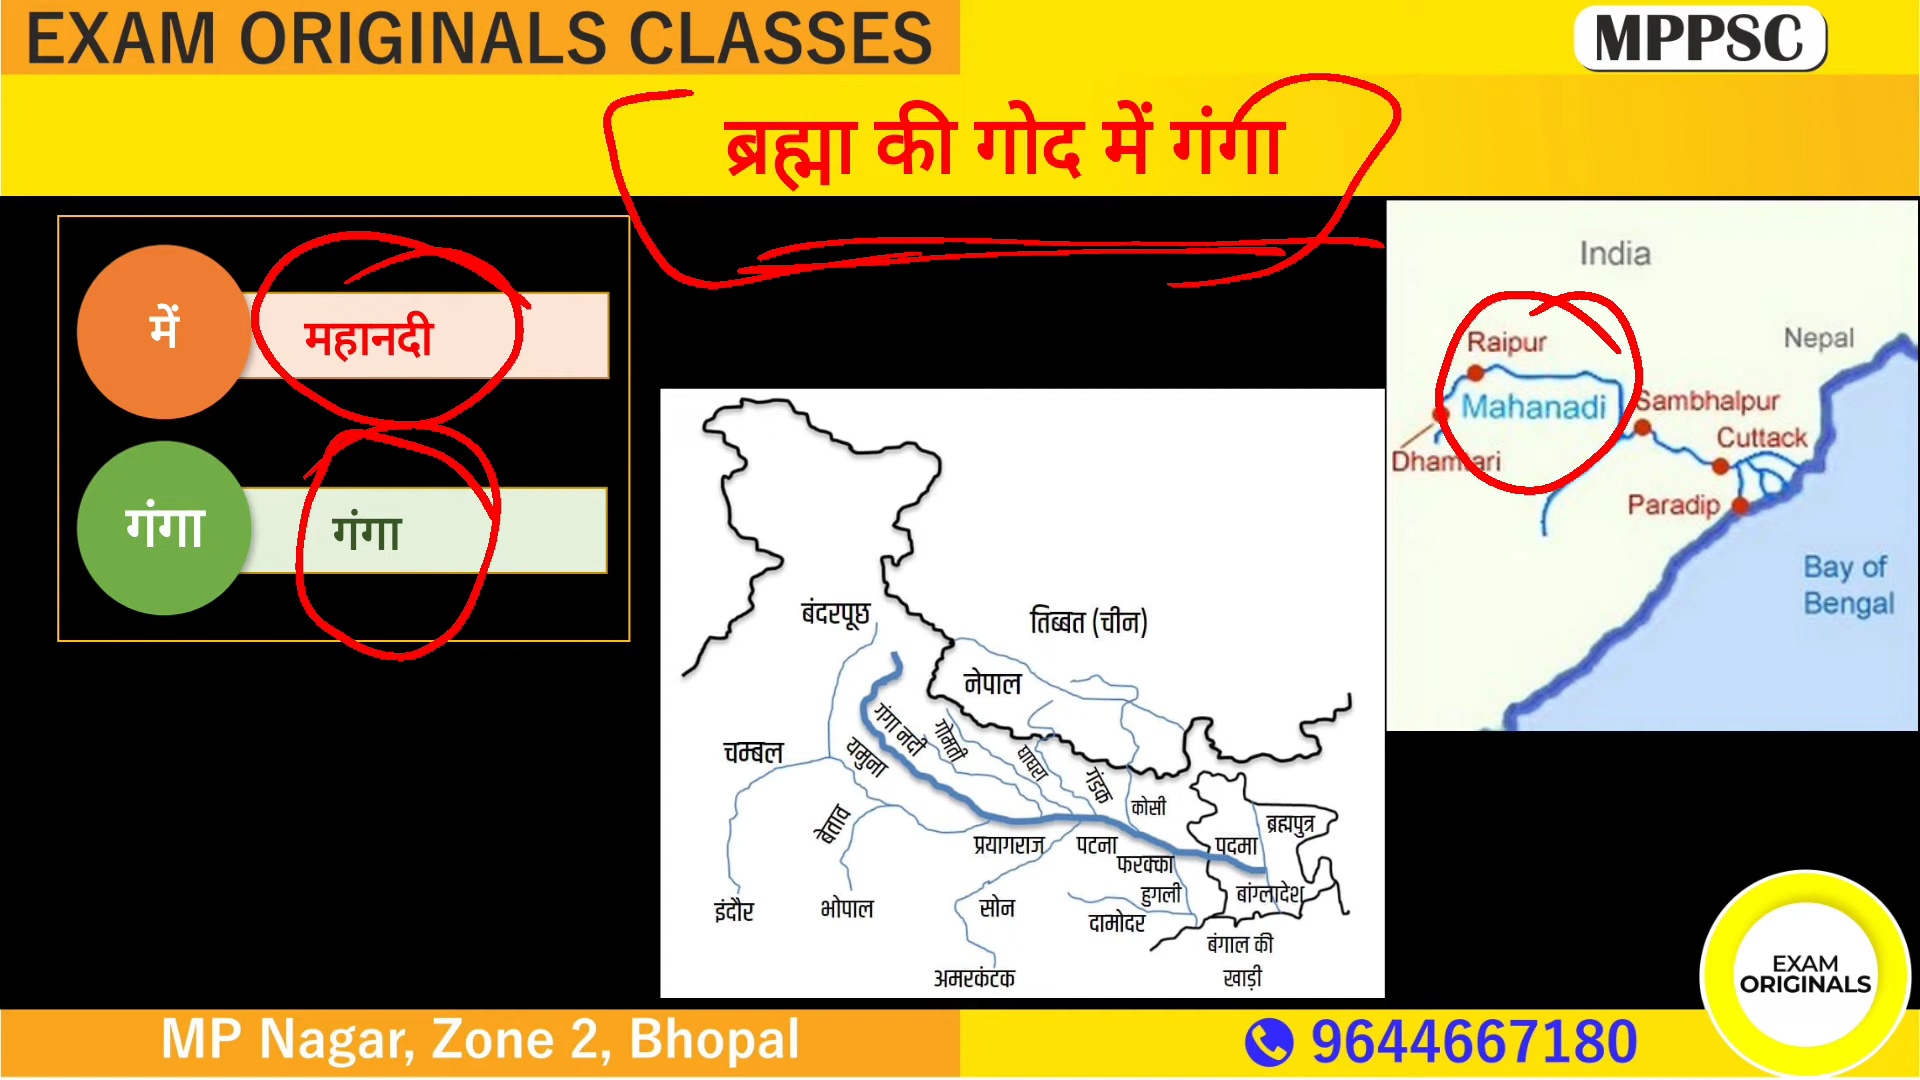 EXAM ORIGINALS CLASSES
MPPSC
ब्रह्मा की गोद में गंगा
में
महानदी
गंगा
गंगा
India
Nepal
Raipur
Mahanadi
Sambhalpur
Cuttack
Dhamtari
Paradip
Bay of
Bengal
बंदरपूछ
तिब्बत (चीन)
नेपाल
गंगा नदी
गोमती
चम्बल
यमुना
घाघरा
गंडक
कोसी
बेताव
ब्रह्मपुत्र
प्रयागराज
पटना
पदमा
फरक्का
हुगली
बांग्लादेश
इंदौर
भोपाल
सोन
दामोदर
बंगाल की
खाड़ी
अमरकंटक
EXAM
ORIGINALS
MP Nagar, Zone 2, Bhopal
9644667180